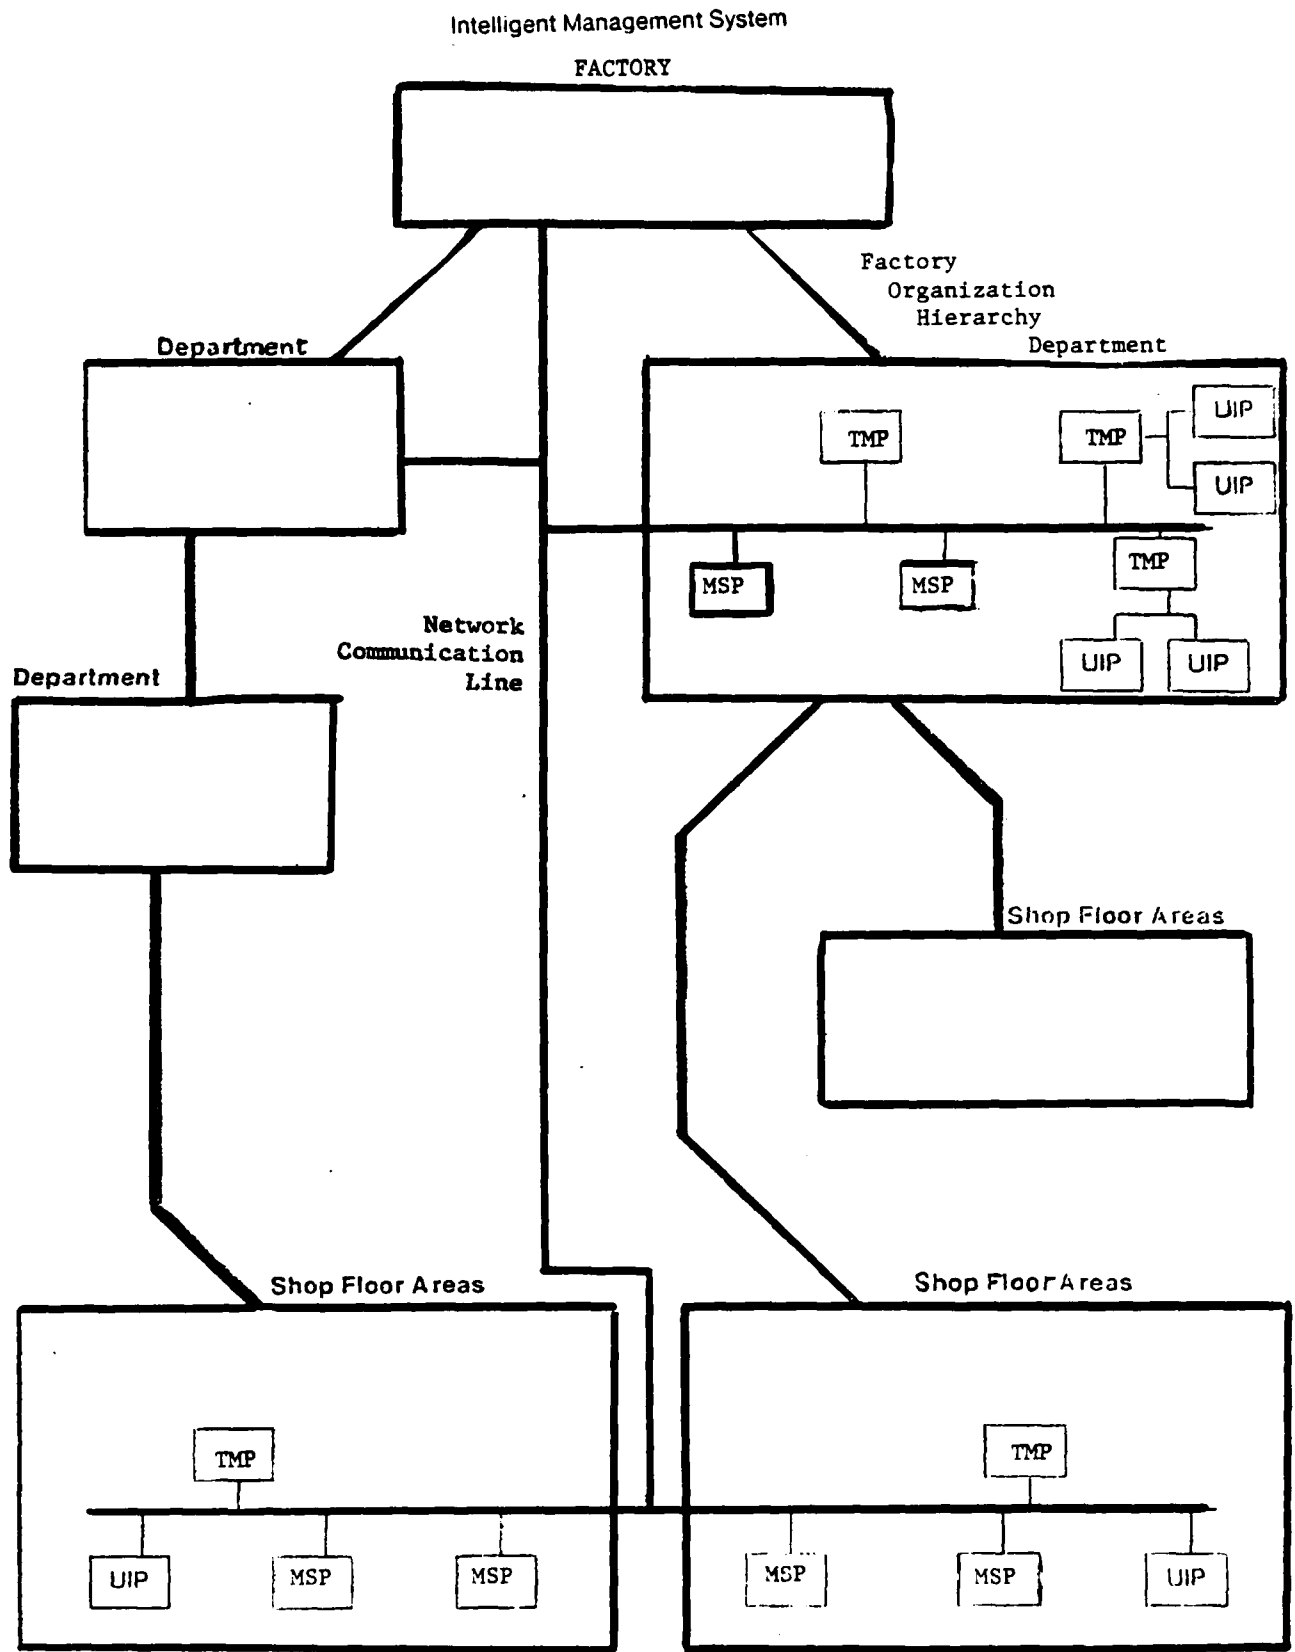 Intelligent Management System
FACTORY
Factory
Organization
Hierarchy
Department
Department
UIP
TMP
TMP
UIP
TMP
MSP
MSP
UIP
UIP
Network
Communication
Line
Department
Shop Floor Areas
Shop Floor Areas
Shop Floor Areas
TMP
TMP
UIP
MSP
MSP
MSP
MSP
UIP